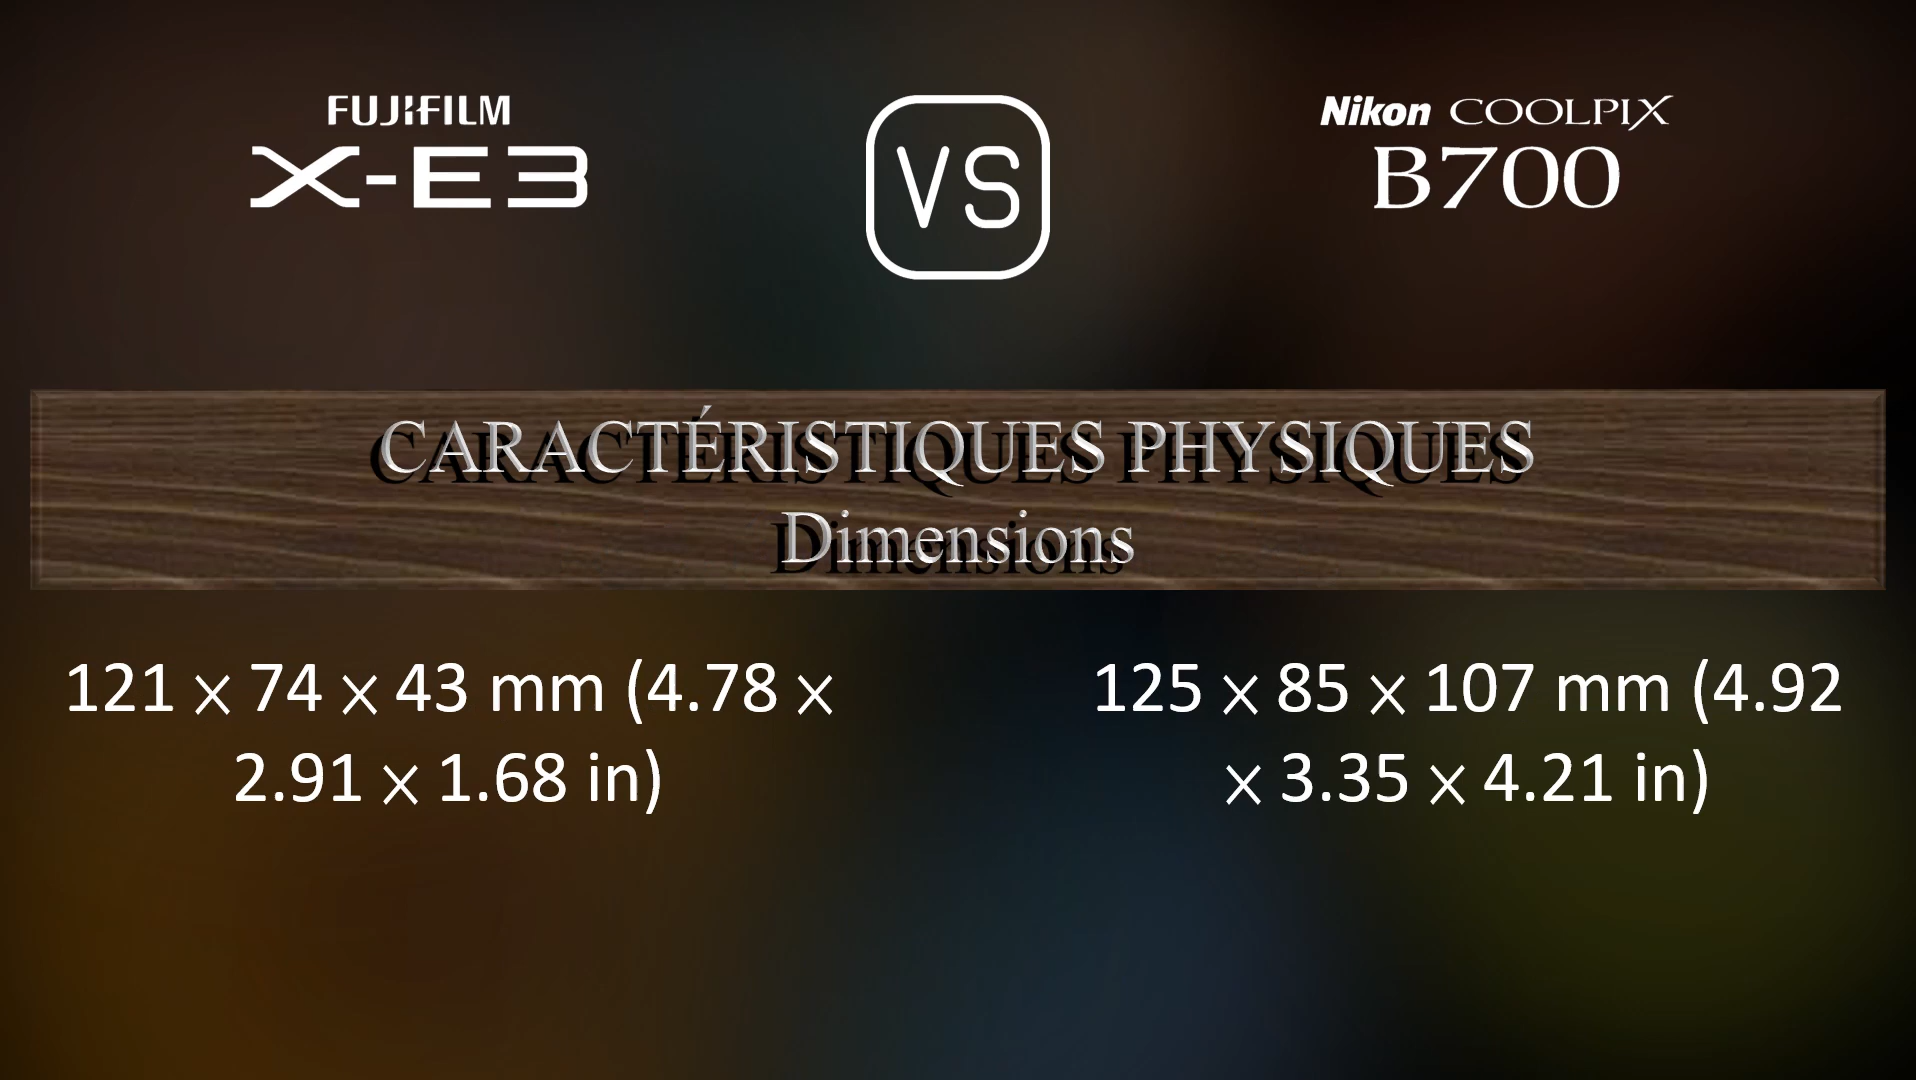 FUJIFILM
X-E3
VS
Nikon COOLPIX
B700
CARACTÉRISTIQUES PHYSIQUES
Dimensions
121 x 74 x 43 mm (4.78 x
2.91 x 1.68 in)
125 x 85 x 107 mm (4.92
x 3.35 x 4.21 in)